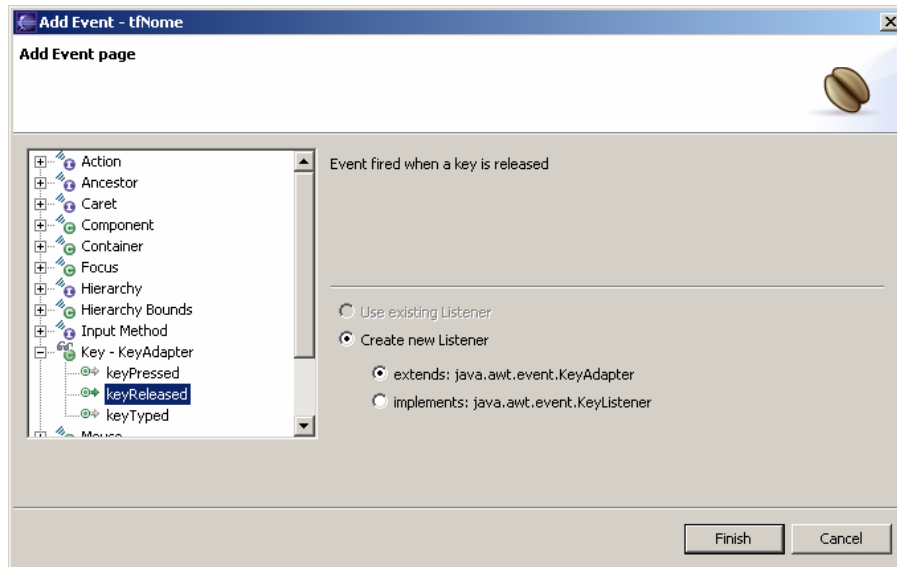 Add Event - tfNome
Add Event page
Action
Ancestor
Caret
Component
Container
Focus
Hierarchy
Hierarchy Bounds
Input Method
Key - KeyAdapter
keyPressed
keyReleased
keyTyped
Mouse
Event fired when a key is released
Use existing Listener
Create new Listener
extends: java.awt.event.KeyAdapter
implements: java.awt.event.KeyListener
Finish
Cancel